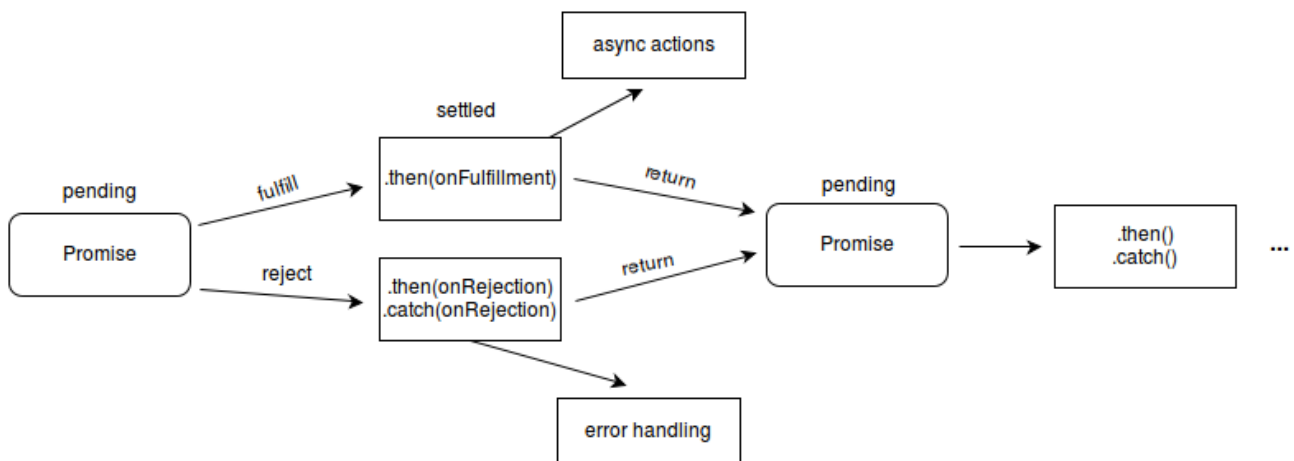 async actions
settled
.then(onFulfillment)
pending
fulfill
return
pending
Promise
reject
.then(onRejection)
.catch(onRejection)
return
Promise
.then()
.catch()
...
error handling